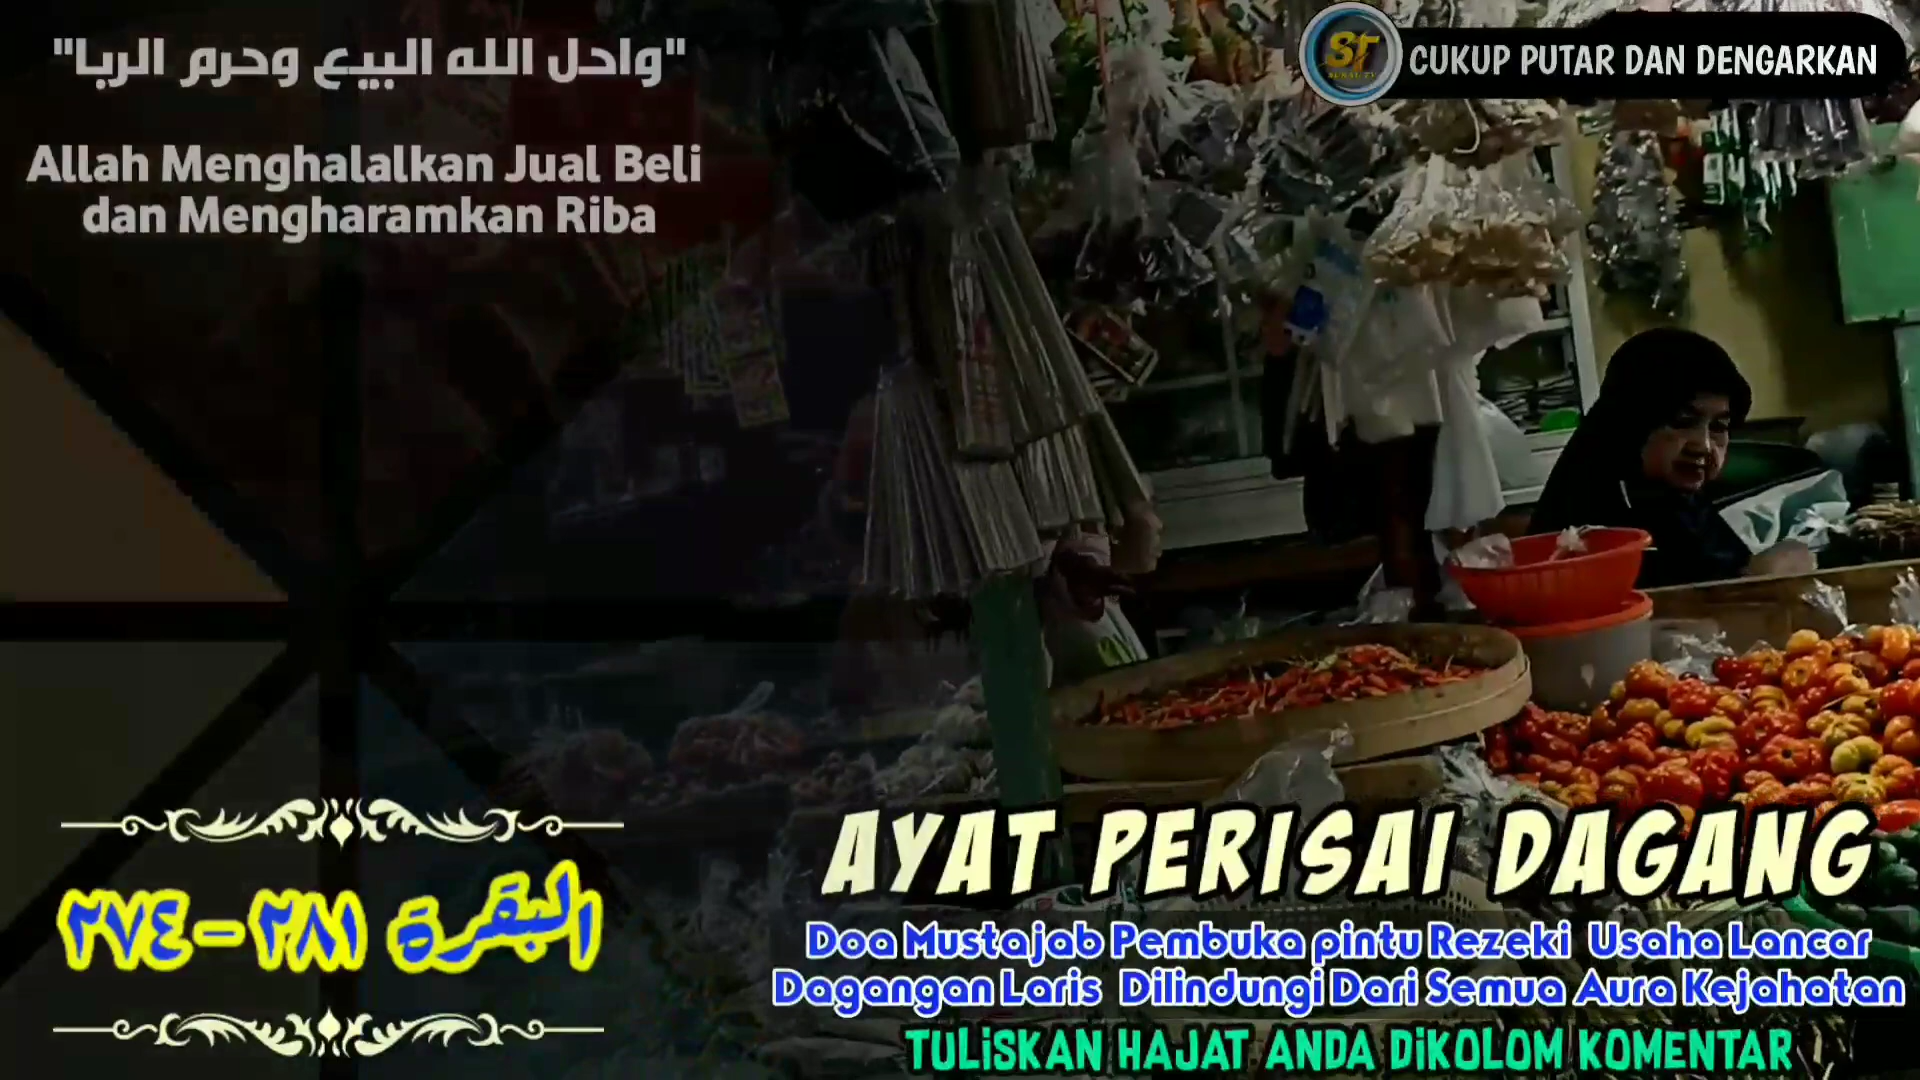 "واحل الله البيع وحرم الربا"
Allah Menghalalkan Jual Beli
dan Mengharamkan Riba
ST
SUKAL TV
CUKUP PUTAR DAN DENGARKAN
البقرة ٢٨١-٢٧٤
AYAT PERISAI DAGANG
Doa Mustajab Pembuka pintu Rezeki Usaha Lancar
Dagangan Laris Dilindungi Dari Semua Aura Kejahatan
TULiSKAN HAJAT ANDA DiKOLOM KOMENTAR